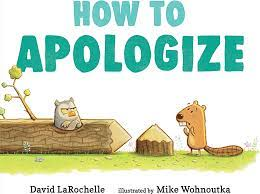 HOW TO
APOLOGIZE
David LaRochelle illustrated by Mike Wohnoutka